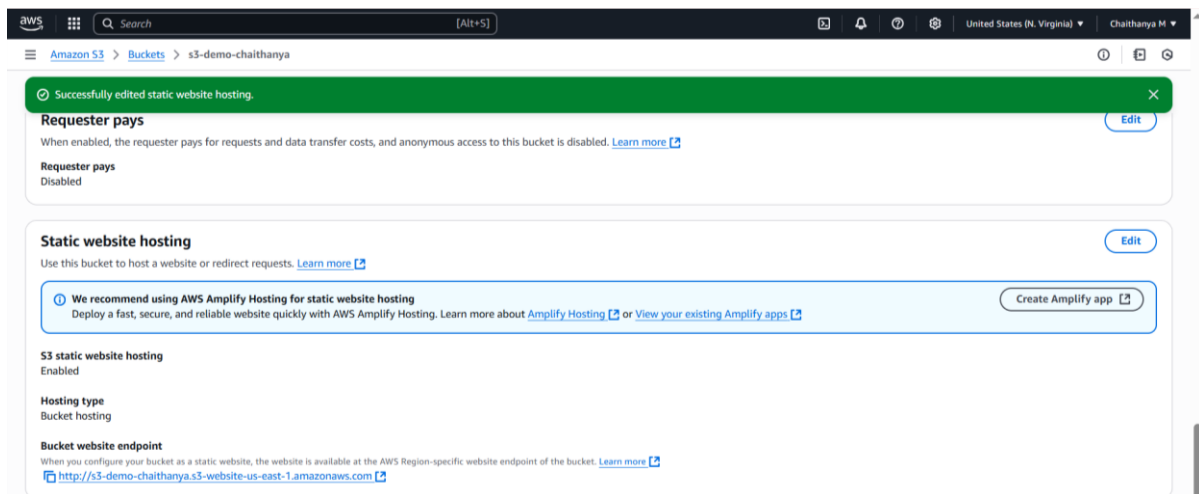 aws
Search [Alt+S] United States (N. Virginia) Chaithanya M
Amazon S3 > Buckets > s3-demo-chaithanya
Successfully edited static website hosting.
Requester pays Edit
When enabled, the requester pays for requests and data transfer costs, and anonymous access to this bucket is disabled. Learn more
Requester pays
Disabled
Static website hosting Edit
Use this bucket to host a website or redirect requests. Learn more
We recommend using AWS Amplify Hosting for static website hosting Create Amplify app
Deploy a fast, secure, and reliable website quickly with AWS Amplify Hosting. Learn more about Amplify Hosting or View your existing Amplify apps
S3 static website hosting
Enabled
Hosting type
Bucket hosting
Bucket website endpoint
When you configure your bucket as a static website, the website is available at the AWS Region-specific website endpoint of the bucket. Learn more
http://s3-demo-chaithanya.s3-website-us-east-1.amazonaws.com